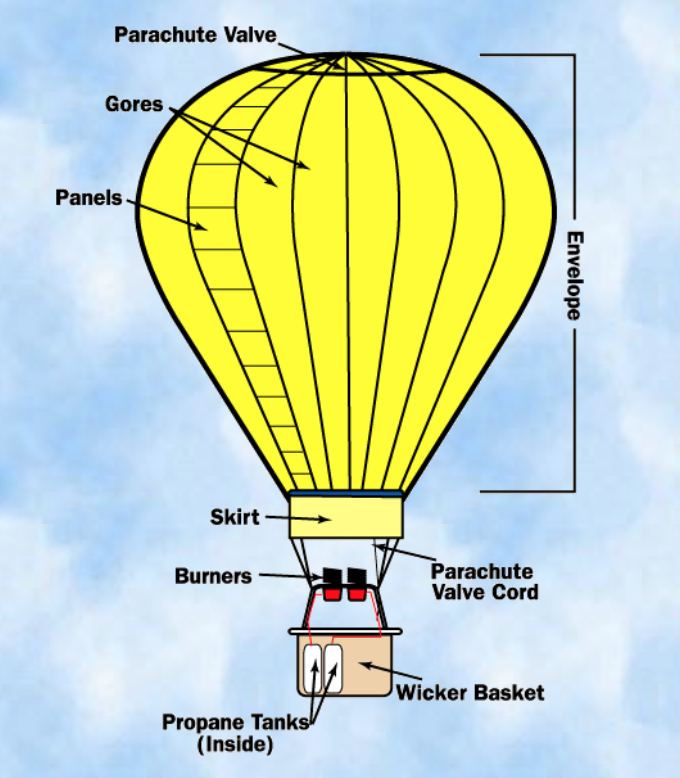 Parachute Valve
Gores
Panels
Envelope
Skirt
Burners
Parachute
Valve Cord
Wicker Basket
Propane Tanks
(Inside)